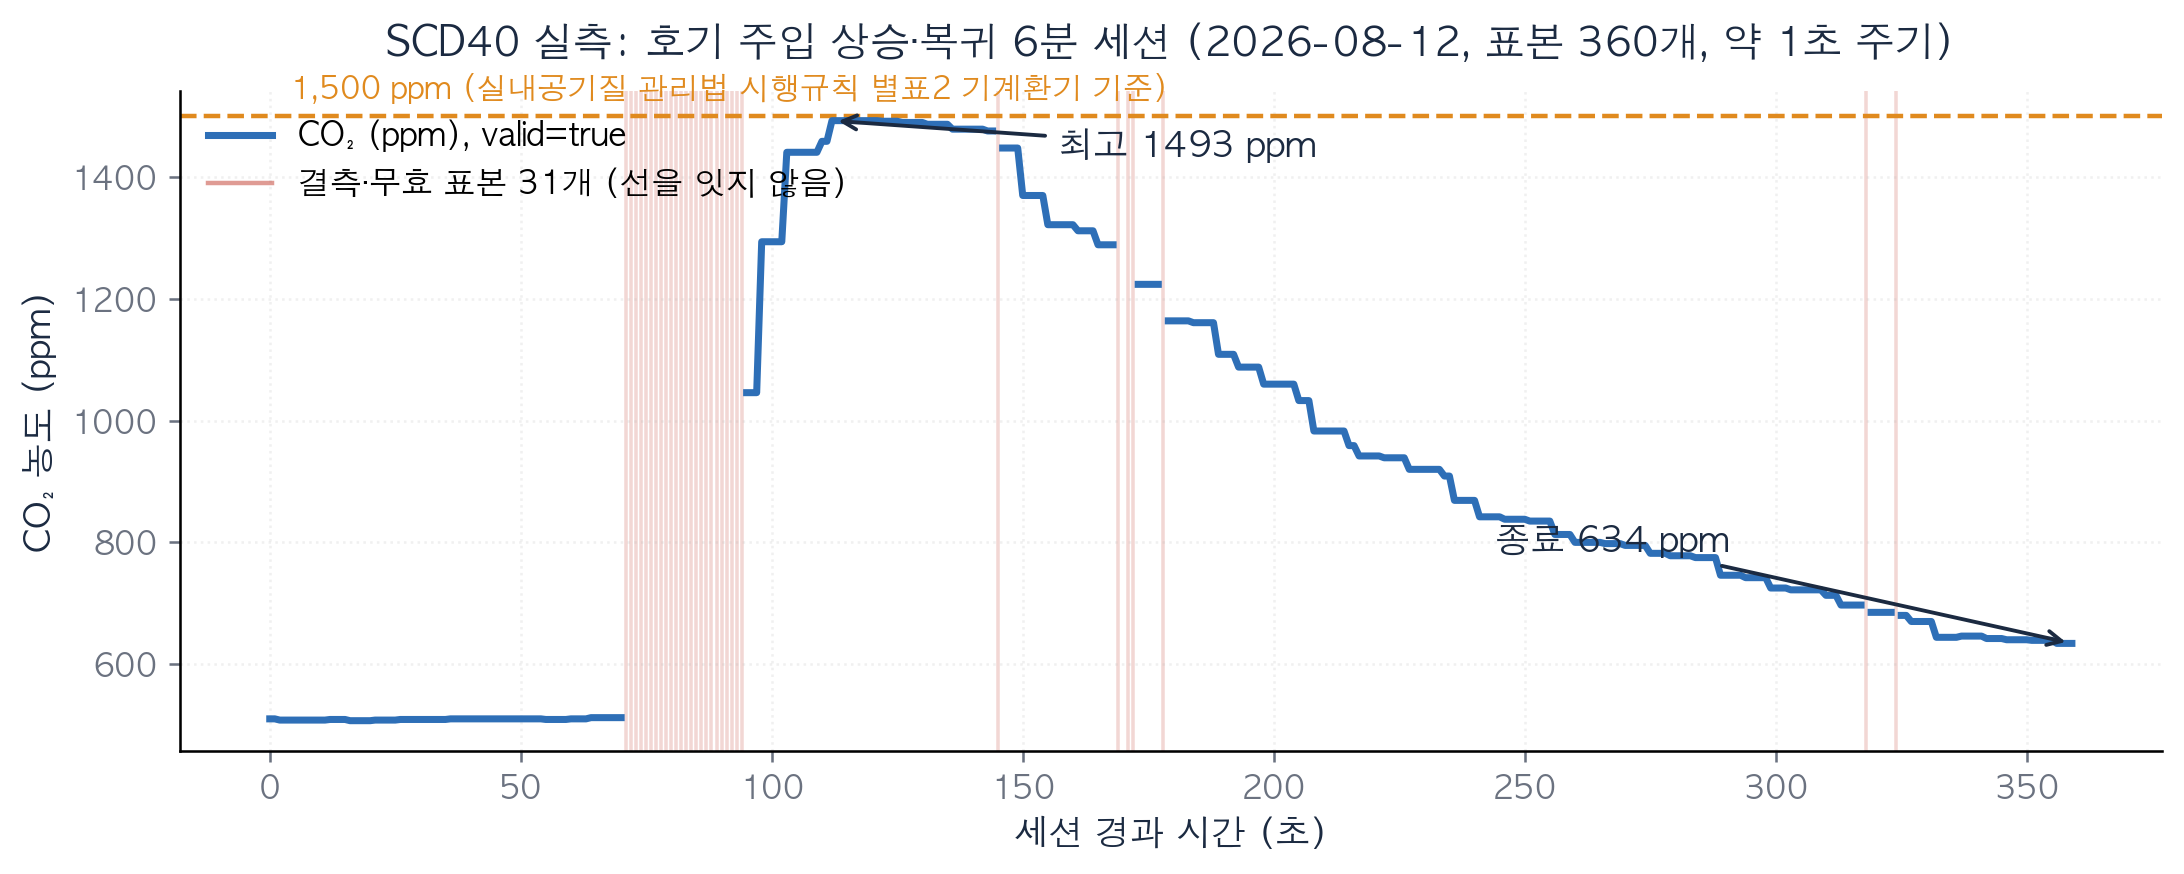 SCD40 실측: 호기 주입 상승·복귀 6분 세션 (2026-08-12, 표본 360개, 약 1초 주기)
1,500 ppm (실내공기질 관리법 시행규칙 별표2 기계환기 기준)
CO₂ (ppm), valid=true
결측·무효 표본 31개 (선을 잇지 않음)
최고 1493 ppm
종료 634 ppm
CO₂ 농도 (ppm)
1400
1200
1000
800
600
0 50 100 150 200 250 300 350
세션 경과 시간 (초)